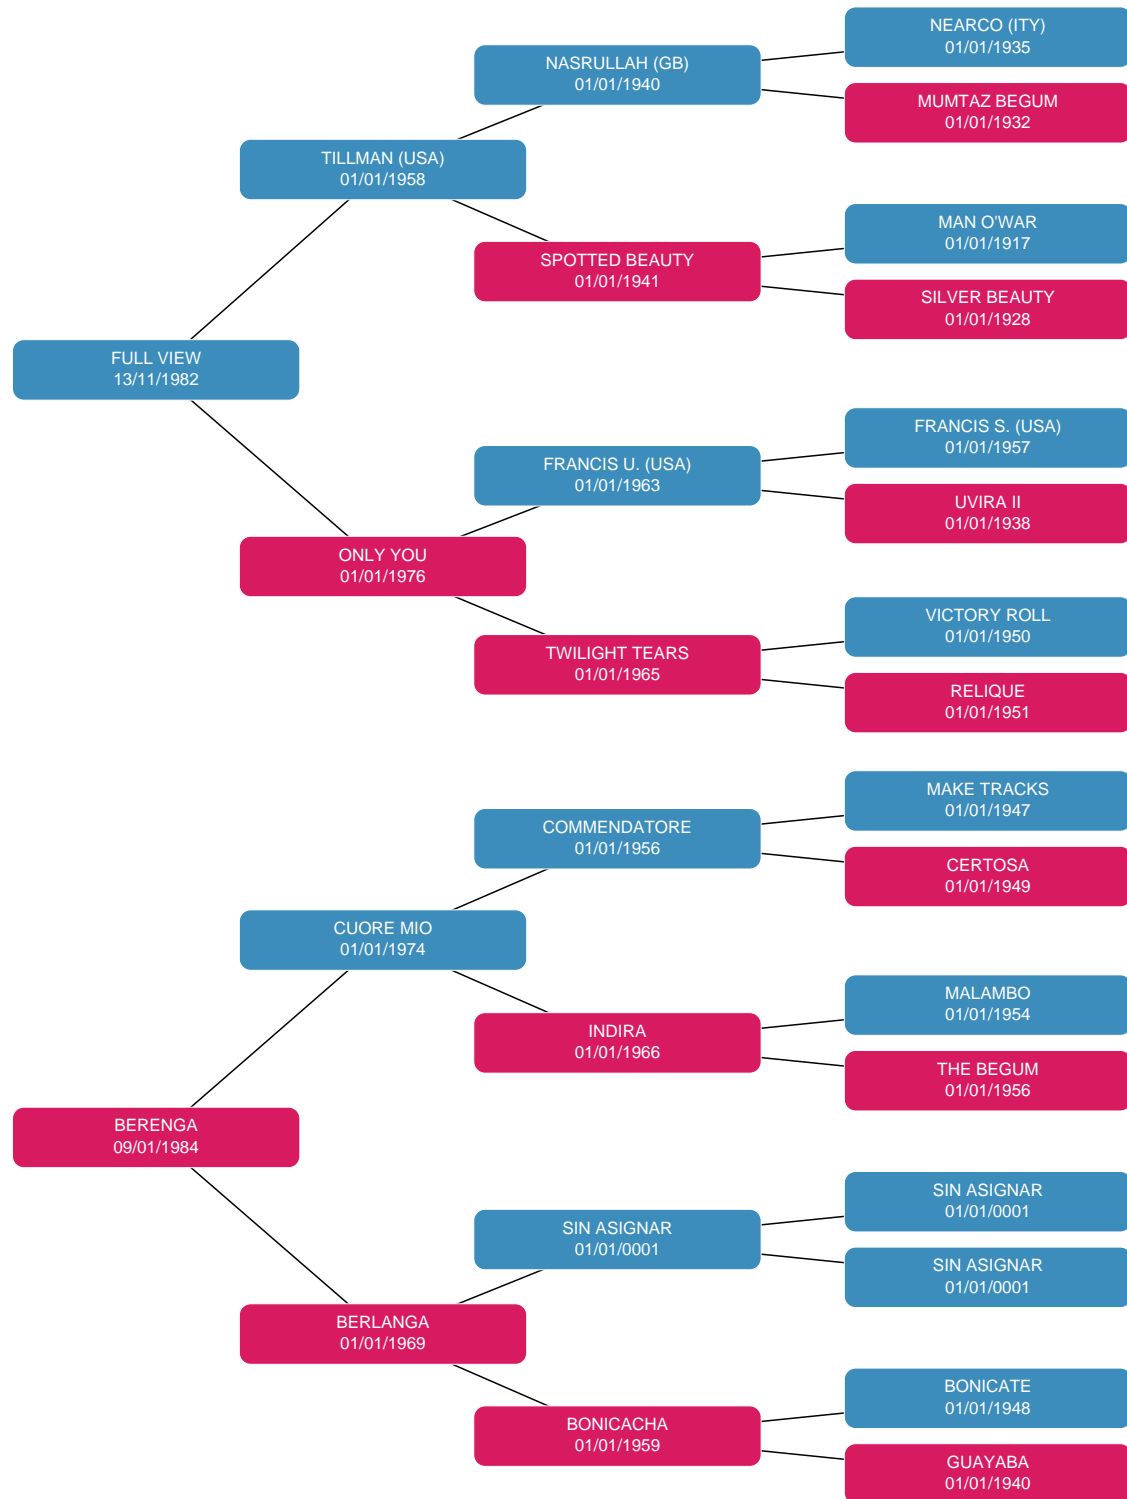 NEARCO (ITY)
01/01/1935
NASRULLAH (GB)
01/01/1940
MUMTAZ BEGUM
01/01/1932
TILLMAN (USA)
01/01/1958
MAN O'WAR
01/01/1917
SPOTTED BEAUTY
01/01/1941
SILVER BEAUTY
01/01/1928
FULL VIEW
13/11/1982
FRANCIS S. (USA)
01/01/1957
FRANCIS U. (USA)
01/01/1963
UVIRA II
01/01/1938
ONLY YOU
01/01/1976
VICTORY ROLL
01/01/1950
TWILIGHT TEARS
01/01/1965
RELIQUE
01/01/1951
MAKE TRACKS
01/01/1947
COMMENDATORE
01/01/1956
CERTOSA
01/01/1949
CUORE MIO
01/01/1974
MALAMBO
01/01/1954
INDIRA
01/01/1966
THE BEGUM
01/01/1956
BERENGA
09/01/1984
SIN ASIGNAR
01/01/0001
SIN ASIGNAR
01/01/0001
SIN ASIGNAR
01/01/0001
BERLANGA
01/01/1969
BONICATE
01/01/1948
BONICACHA
01/01/1959
GUAYABA
01/01/1940